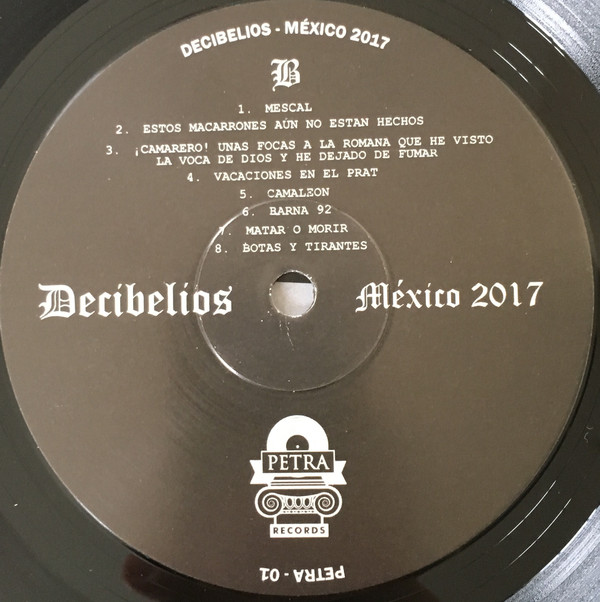 DECIBELIOS - MÉXICO 2017
B
1. MESCAL
2. ESTOS MACARRONES AÚN NO ESTAN HECHOS
3. ¡CAMARERO! UNAS FOCAS A LA ROMANA QUE HE VISTO
LA VOCA DE DIOS Y HE DEJADO DE FUMAR
4. VACACIONES EN EL PRAT
5. CAMALEON
6. BARNA 92
7. MATAR O MORIR
8. BOTAS Y TIRANTES
Decibelios México 2017
PETRA
RECORDS
PETRA - 01